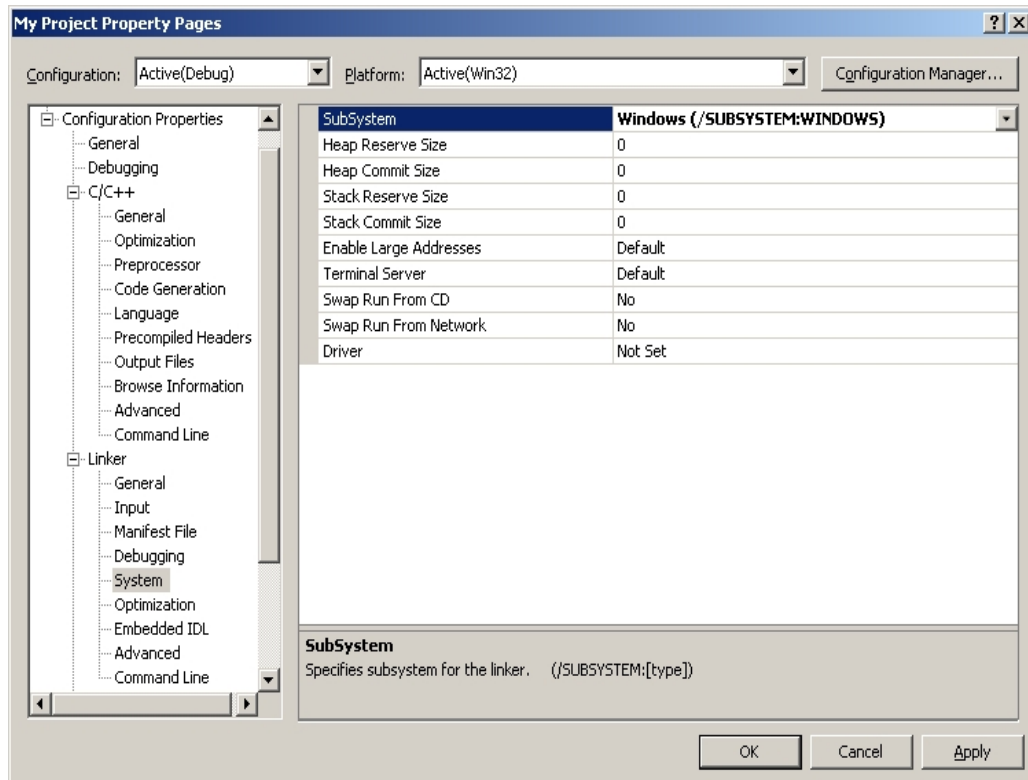 My Project Property Pages
Configuration: Active(Debug) Platform: Active(Win32) Configuration Manager...
Configuration Properties
General
Debugging
C/C++
General
Optimization
Preprocessor
Code Generation
Language
Precompiled Headers
Output Files
Browse Information
Advanced
Command Line
Linker
General
Input
Manifest File
Debugging
System
Optimization
Embedded IDL
Advanced
Command Line
SubSystem Windows (/SUBSYSTEM:WINDOWS)
Heap Reserve Size 0
Heap Commit Size 0
Stack Reserve Size 0
Stack Commit Size 0
Enable Large Addresses Default
Terminal Server Default
Swap Run From CD No
Swap Run From Network No
Driver Not Set
SubSystem
Specifies subsystem for the linker. (/SUBSYSTEM:[type])
OK Cancel Apply